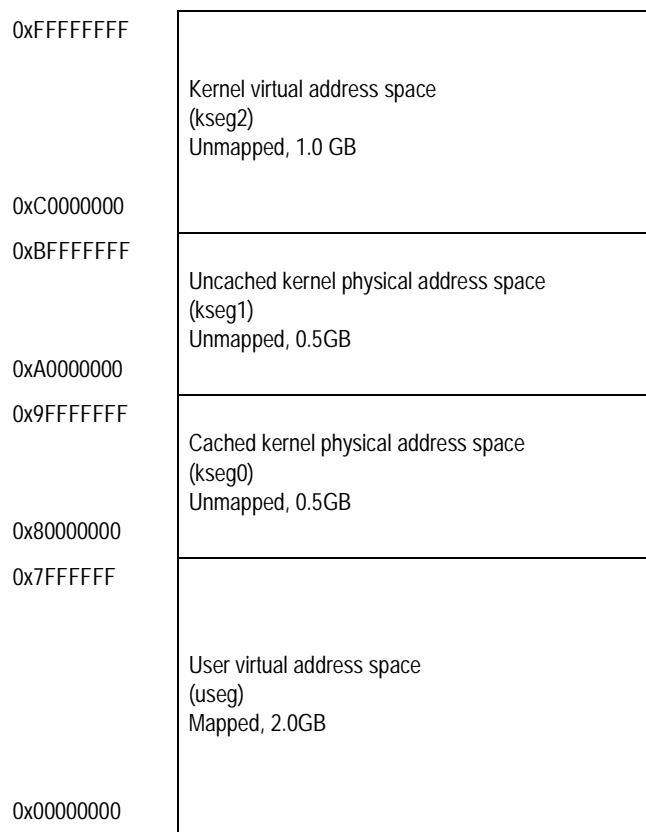 0xFFFFFFFF
Kernel virtual address space
(kseg2)
Unmapped, 1.0 GB
0xC0000000
0xBFFFFFFF
Uncached kernel physical address space
(kseg1)
Unmapped, 0.5GB
0xA0000000
0x9FFFFFFF
Cached kernel physical address space
(kseg0)
Unmapped, 0.5GB
0x80000000
0x7FFFFFF
User virtual address space
(useg)
Mapped, 2.0GB
0x00000000